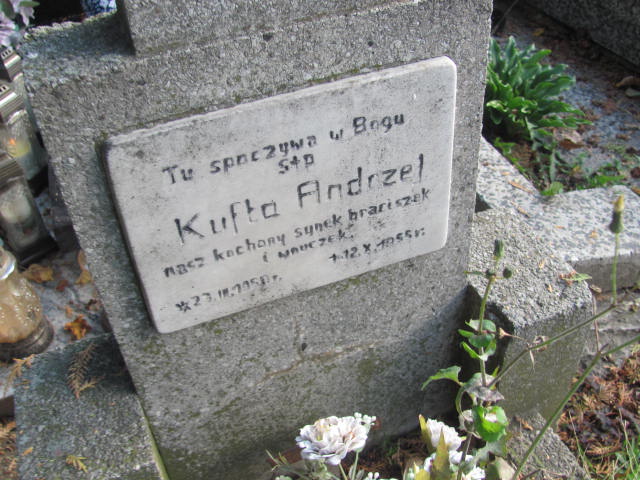 Tu spoczywa w Bogu
S+P
Kufta Andrzej
nasz kochany synek braciszek
i wnuczek
*23.III.1950r. +12.X.1955r.